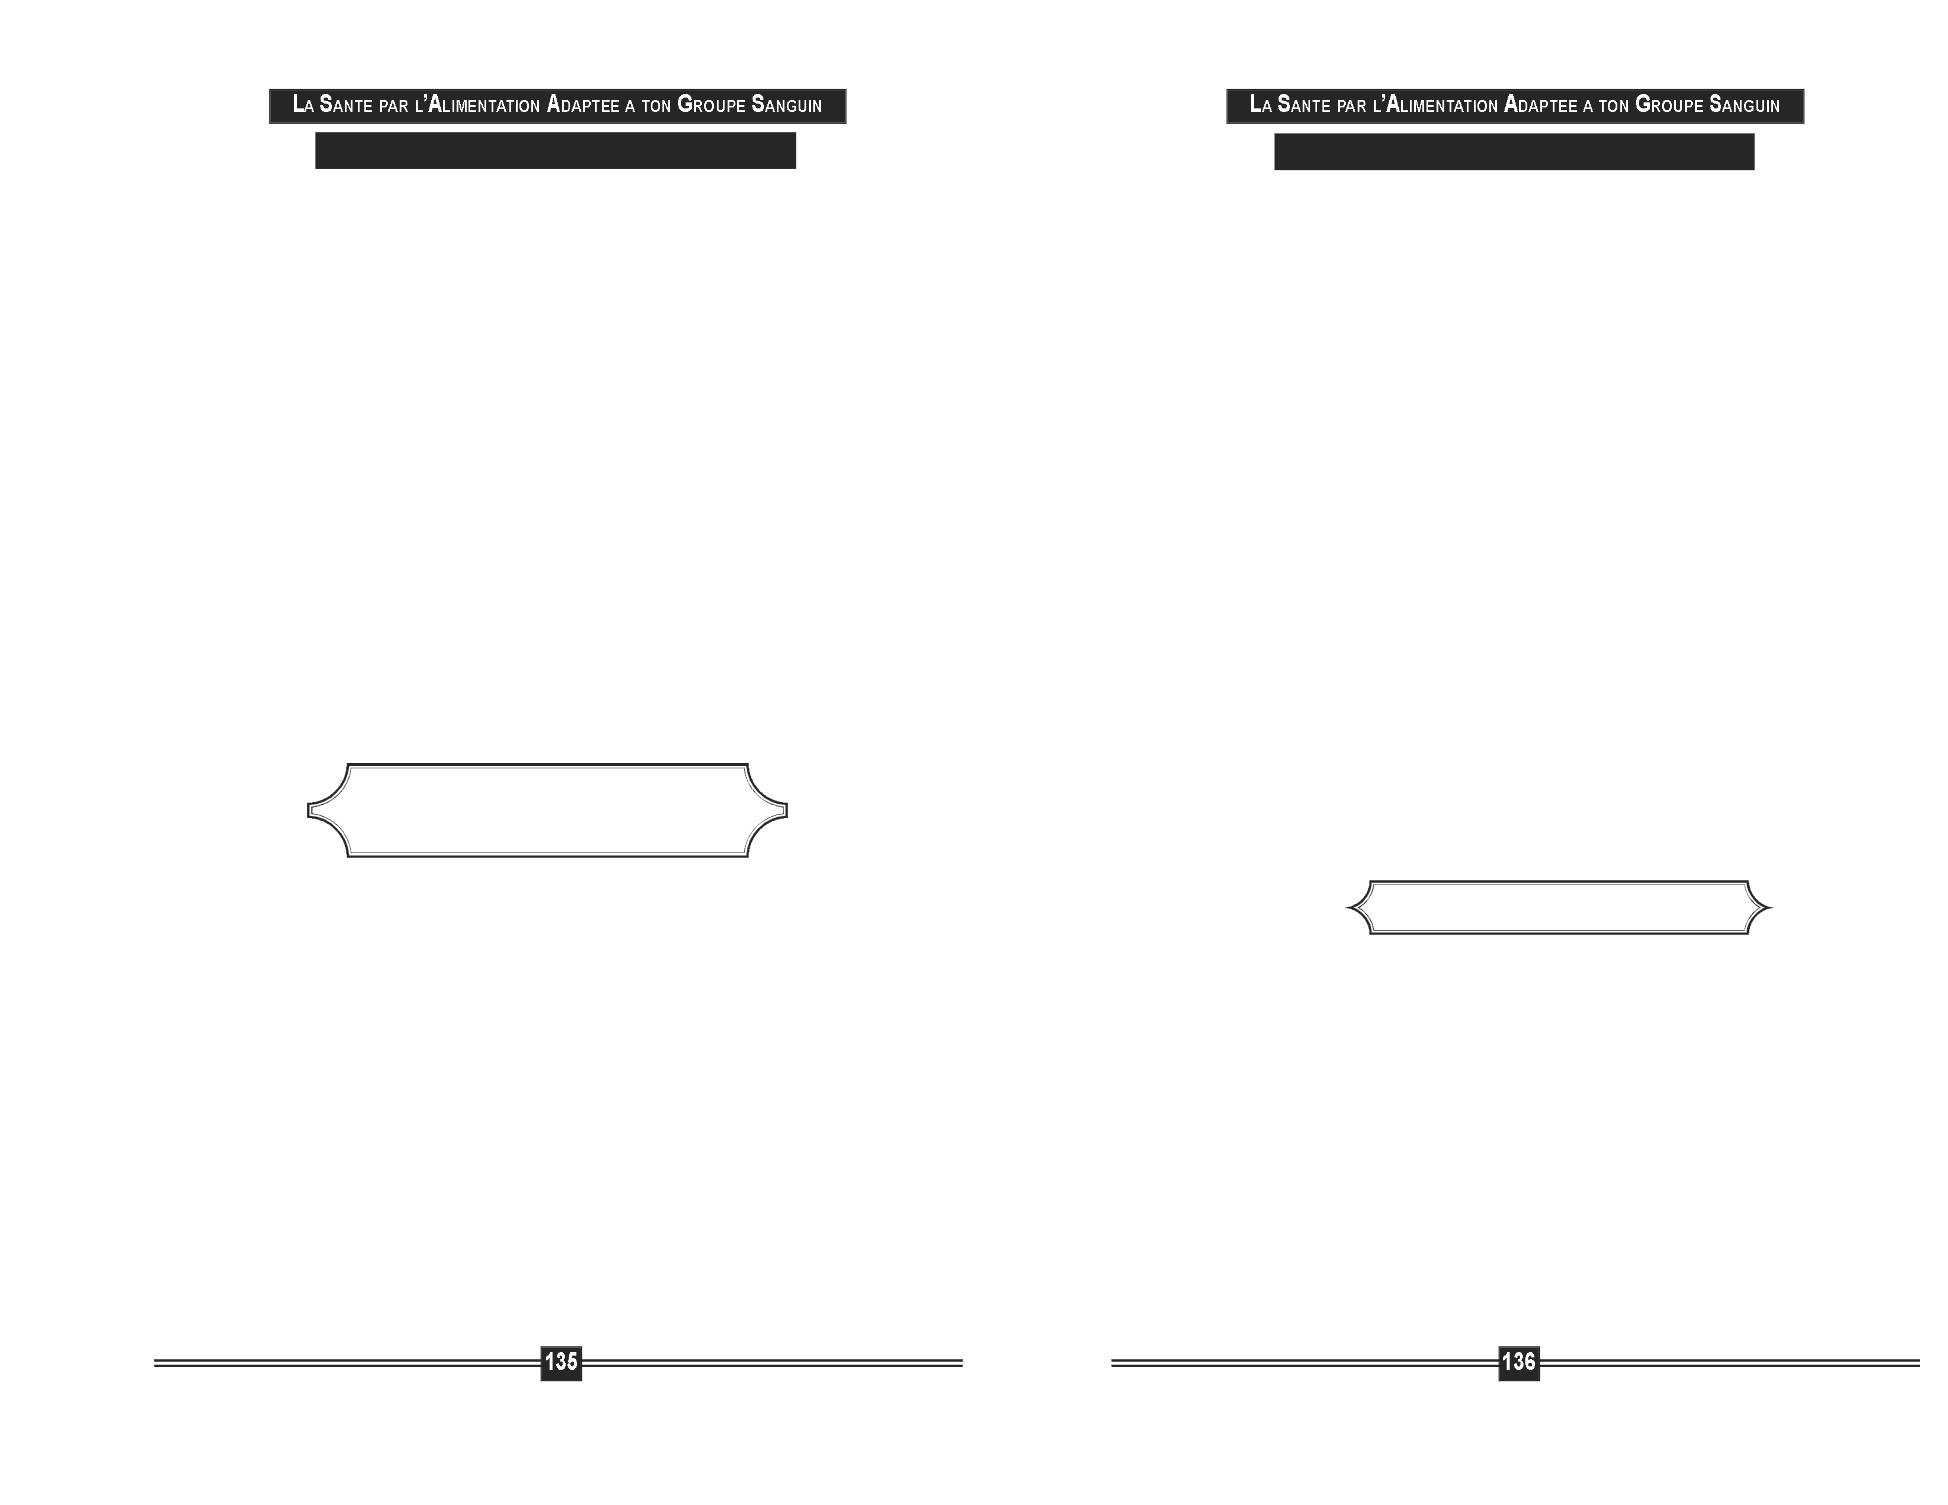 LA SANTE PAR L’ALIMENTATION ADAPTEE A TON GROUPE SANGUIN
135
LA SANTE PAR L’ALIMENTATION ADAPTEE A TON GROUPE SANGUIN
136